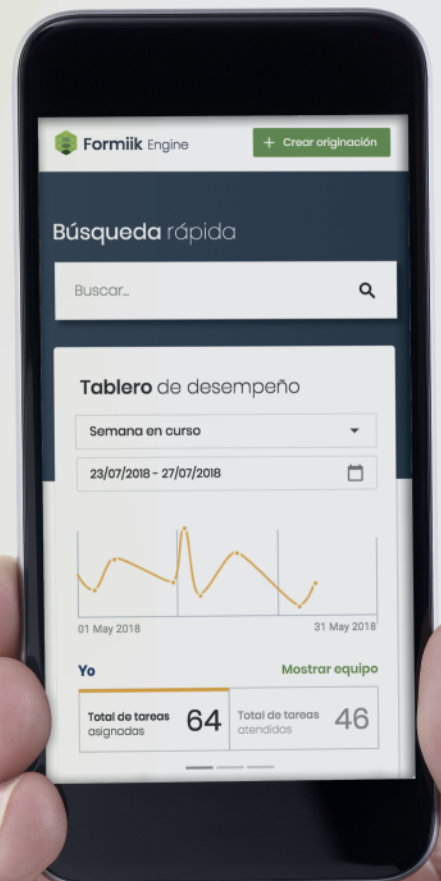 Formiik Engine
+ Crear originación
Búsqueda rápida
Buscar...
Tablero de desempeño
Semana en curso
23/07/2018 - 27/07/2018
01 May 2018
31 May 2018
Yo
Mostrar equipo
Total de tareas
asignadas
64
Total de tareas
atendidas
46